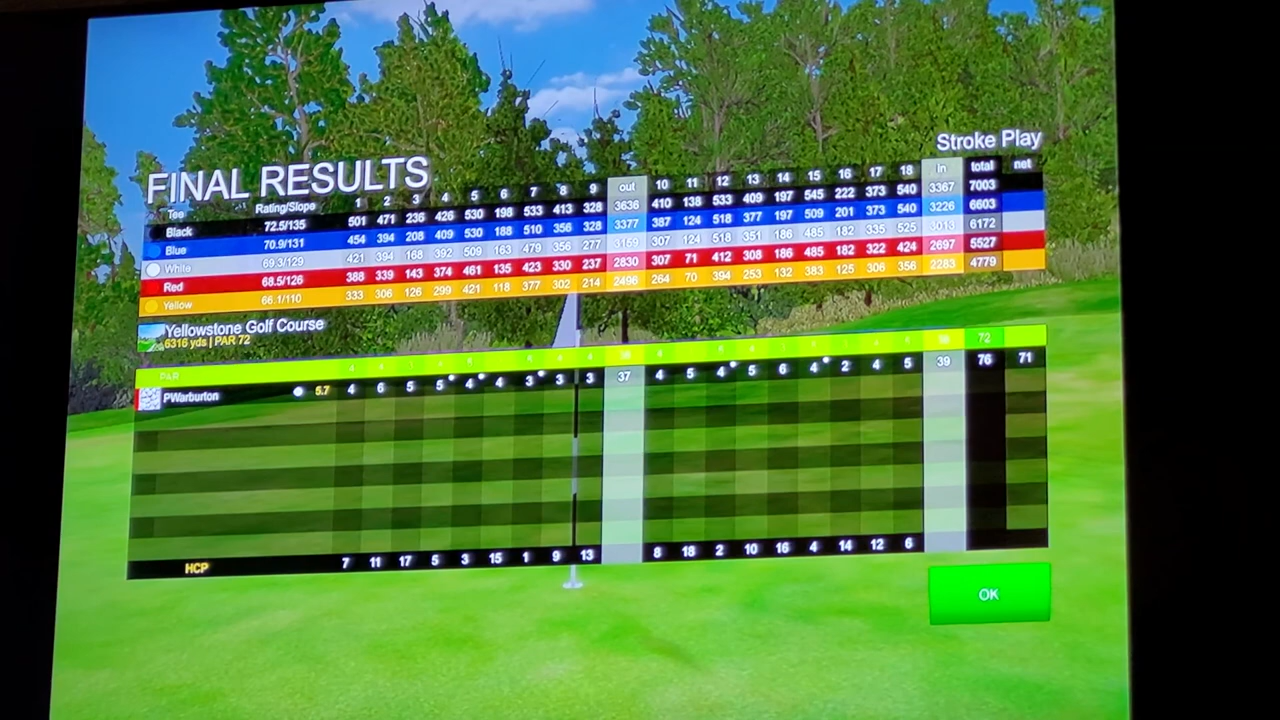 Stroke Play
FINAL RESULTS
Tee Rating/Slope 1 2 3 4 5 6 7 8 9 out 10 11 12 13 14 15 16 17 18 in total net
Black 72.5/135 501 471 236 426 530 198 533 413 328 3636 410 138 533 409 197 545 222 373 540 3367 7003
Blue 70.9/131 454 394 208 409 530 188 510 356 328 3377 387 124 518 377 197 509 201 373 540 3226 6603
White 69.3/129 421 394 168 392 509 163 479 356 277 3159 307 124 518 351 186 485 182 335 525 3013 6172
Red 68.5/126 388 339 143 374 461 135 423 330 237 2830 307 71 412 308 186 485 182 322 424 2697 5527
Yellow 66.1/110 333 306 126 299 421 118 377 302 214 2496 264 70 394 253 132 383 125 306 356 2283 4779
Yellowstone Golf Course
6316 yds | PAR 72
PAR 72
PWarburton 5.7 4 6 5 5 4 4 3 3 3 37 4 5 4 5 6 4 2 4 5 39 76 71
HCP 7 11 17 5 3 15 1 9 13 8 18 2 10 16 4 14 12 6
OK